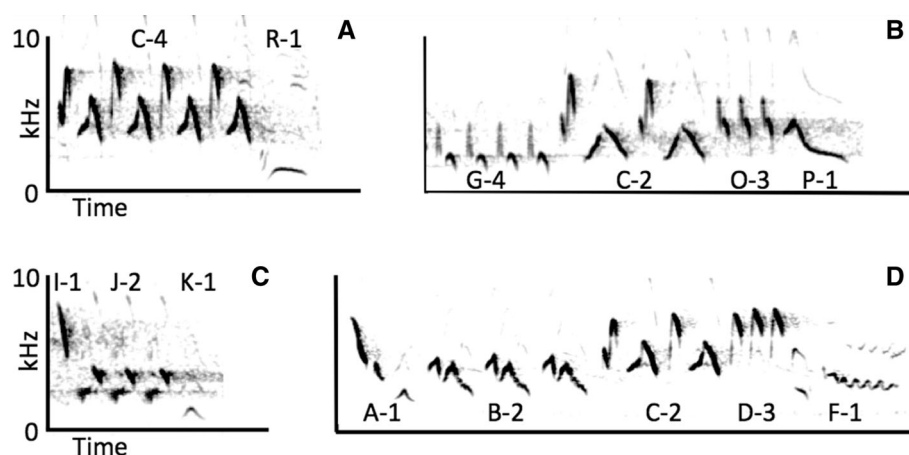 10 C-4 R-1 A
kHz
0
Time
B
G-4 C-2 O-3 P-1
10 I-1 J-2 K-1 C
kHz
0
Time
D
A-1 B-2 C-2 D-3 F-1